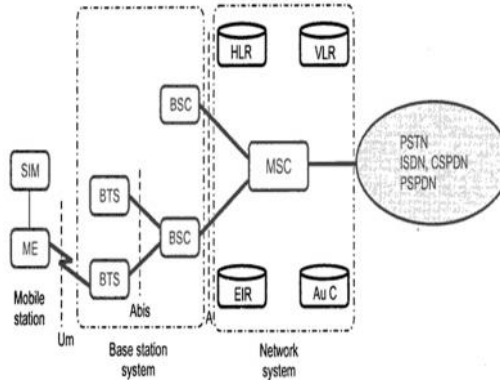 HLR
VLR
BSC
PSTN
ISDN, CSPDN
PSPDN
MSC
SIM
BTS
BSC
ME
BTS
EIR
Au C
Mobile
station
Um
Abis
A
Base station
system
Network
system